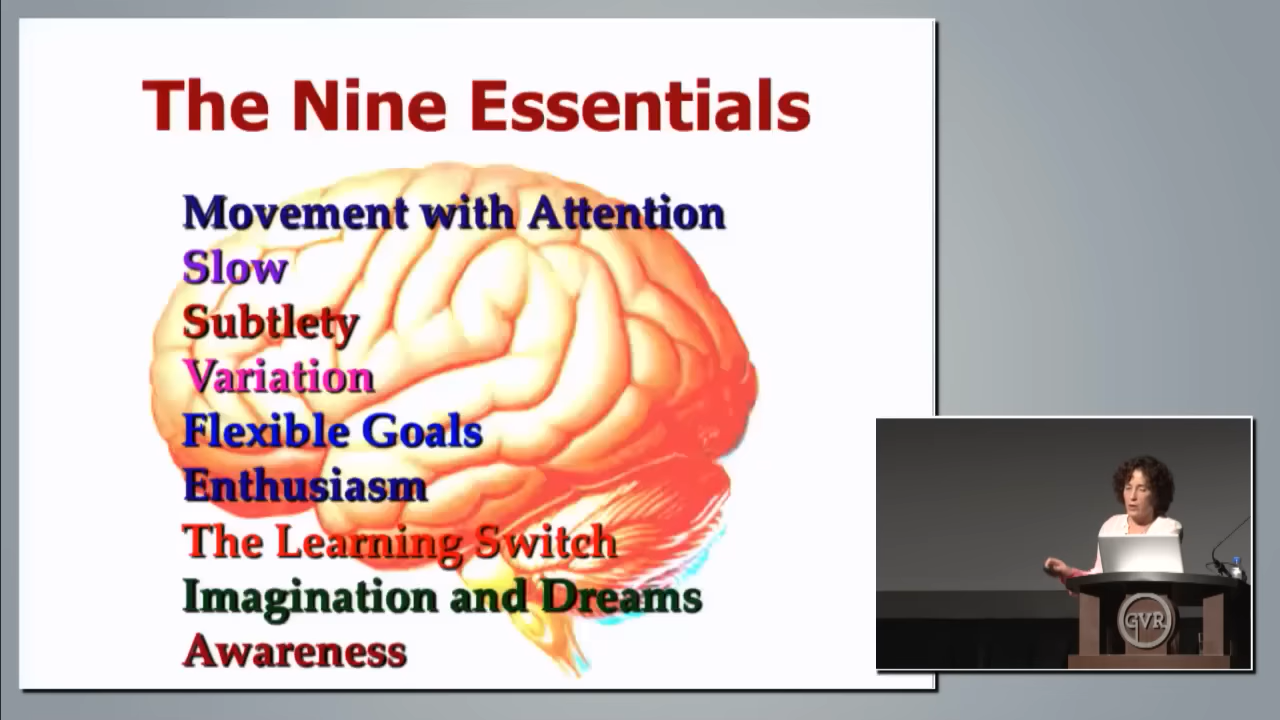 The Nine Essentials
Movement with Attention
Slow
Subtlety
Variation
Flexible Goals
Enthusiasm
The Learning Switch
Imagination and Dreams
Awareness
GVR